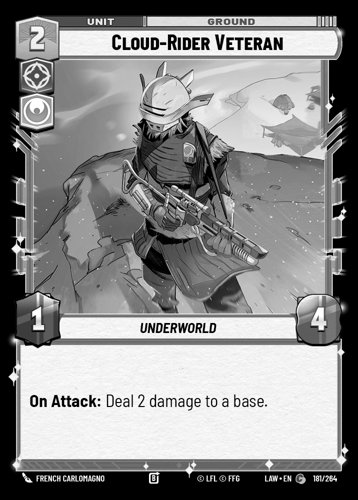 UNIT
GROUND
2
CLOUD-RIDER VETERAN
1
UNDERWORLD
4
On Attack: Deal 2 damage to a base.
FRENCH CARLOMAGNO
© LFL © FFG
LAW • EN
181/264